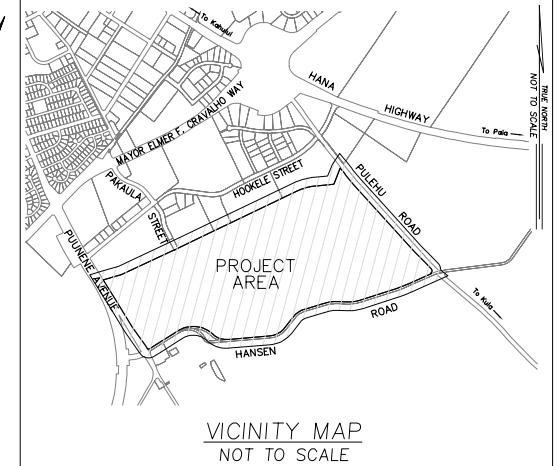 To Kahului
HANA
HIGHWAY
To Paia
TRUE NORTH
NOT TO SCALE
MAYOR ELMER F. CRAVALHO WAY
PAKAULA
STREET
HOOKELE STREET
PULEHU
ROAD
PUUNENE AVENUE
PROJECT
AREA
To Kula
HANSEN
ROAD
VICINITY MAP
NOT TO SCALE